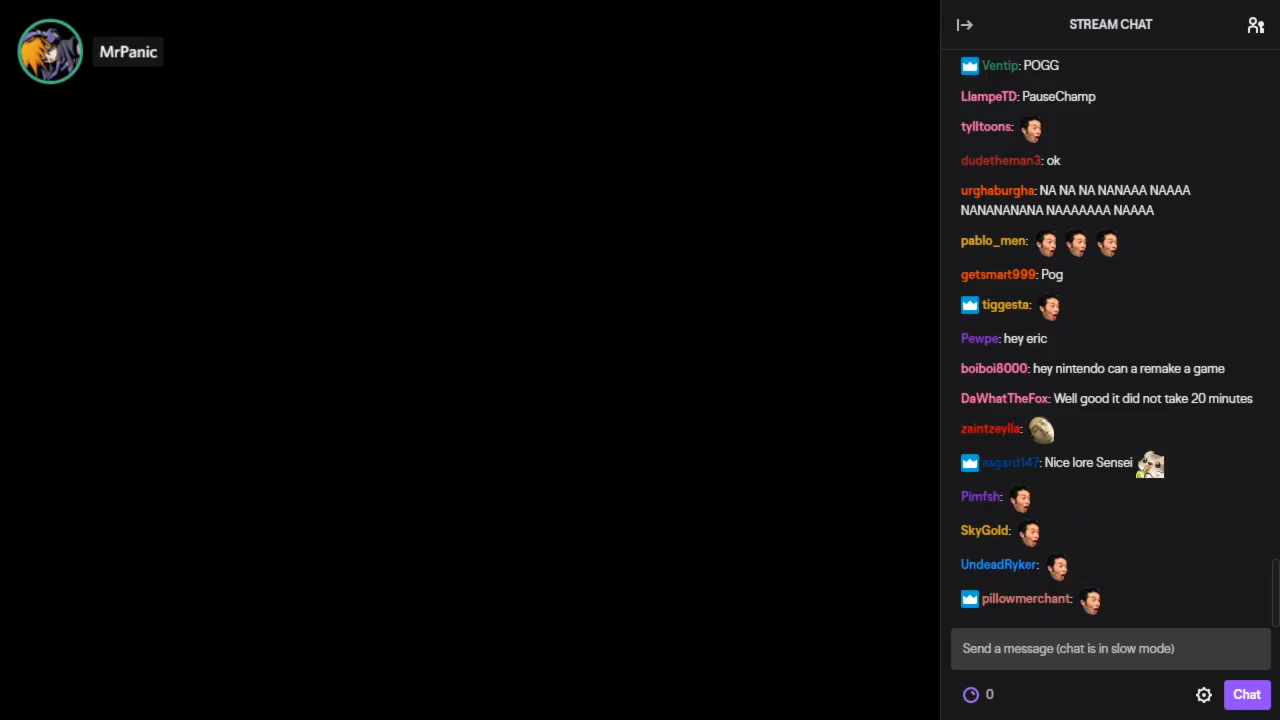 MrPanic
STREAM CHAT
Ventip: POGG
LlampeTD: PauseChamp
tylltoons:
dudetheman3: ok
urghaburgha: NA NA NA NANAAA NAAAA
NANANANANA NAAAAAAA NAAAA
pablo_men:
getsmart999: Pog
tiggesta:
Pewpe: hey eric
boiboi8000: hey nintendo can a remake a game
DaWhatTheFox: Well good it did not take 20 minutes
zaintzeylla:
asgard147: Nice lore Sensei
Pimfsh:
SkyGold:
UndeadRyker:
pillowmerchant:
Send a message (chat is in slow mode)
0
Chat